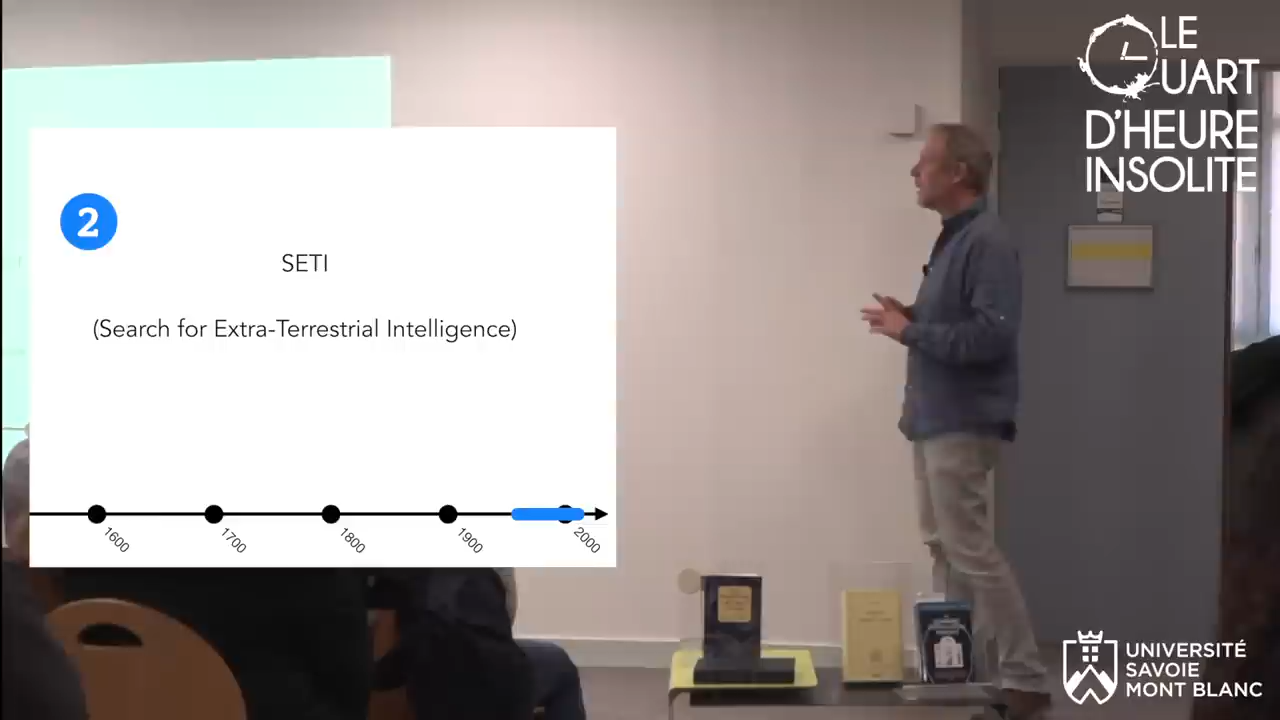 2
SETI
(Search for Extra-Terrestrial Intelligence)
1600
1700
1800
1900
2000
LE
QUART
D'HEURE
INSOLITE
UNIVERSITÉ
SAVOIE
MONT BLANC